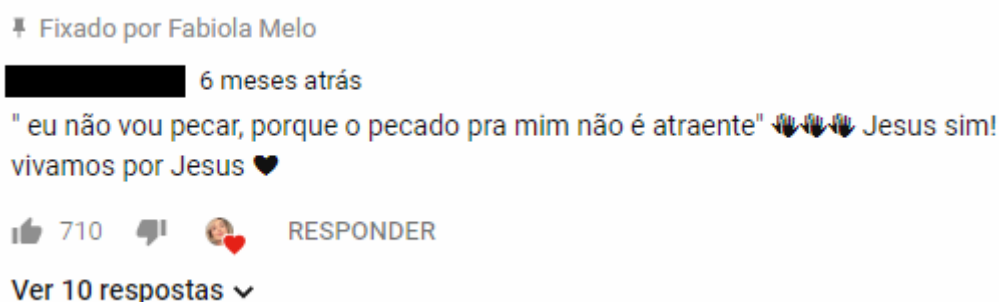 Fixado por Fabiola Melo
6 meses atrás
" eu não vou pecar, porque o pecado pra mim não é atraente" 👋👋👋 Jesus sim!
vivamos por Jesus 🖤
710 RESPONDER
Ver 10 respostas